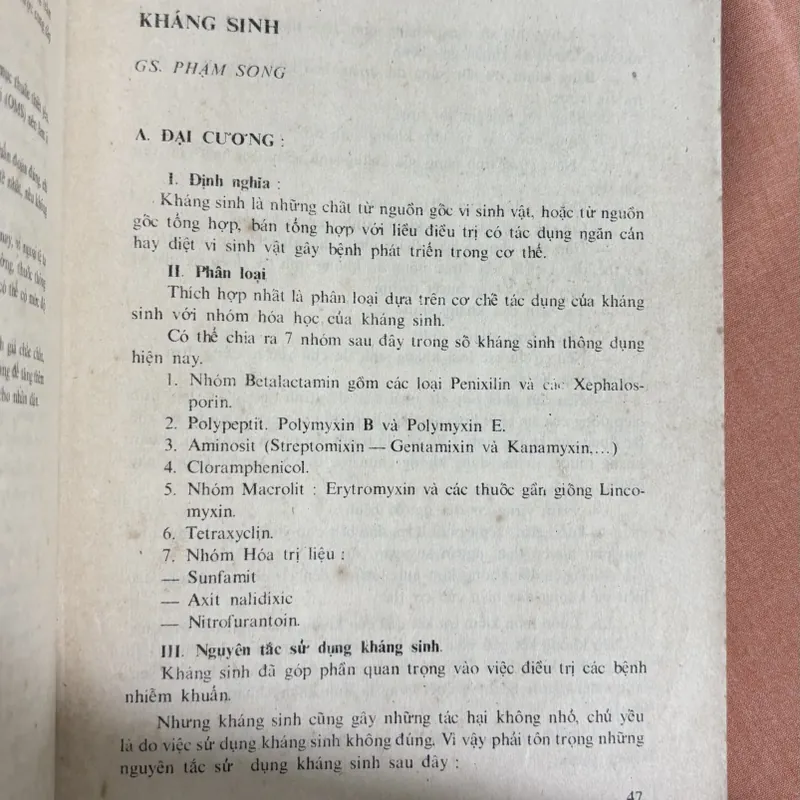 KHÁNG SINH
GS. PHẠM SONG
A. ĐẠI CƯƠNG :
I. Định nghĩa :
Kháng sinh là những chất từ nguồn gốc vi sinh vật, hoặc từ nguồn
gốc tổng hợp, bán tổng hợp với liều điều trị có tác dụng ngăn cản
hay diệt vi sinh vật gây bệnh phát triển trong cơ thể.
II. Phân loại
Thích hợp nhất là phân loại dựa trên cơ chế tác dụng của kháng
sinh với nhóm hóa học của kháng sinh.
Có thể chia ra 7 nhóm sau đây trong số kháng sinh thông dụng
hiện nay.
1. Nhóm Betalactamin gồm các loại Penixilin và các Xephalos-
porin.
2. Polypeptit. Polymyxin B và Polymyxin E.
3. Aminosit (Streptomixin — Gentamixin và Kanamyxin,...)
4. Cloramphenicol.
5. Nhóm Macrolit : Erytromyxin và các thuốc gần giống Linco-
myxin.
6. Tetraxyclin.
7. Nhóm Hóa trị liệu :
— Sunfamit
— Axit nalidixic
— Nitrofurantoin.
III. Nguyên tắc sử dụng kháng sinh.
Kháng sinh đã góp phần quan trọng vào việc điều trị các bệnh
nhiễm khuẩn.
Nhưng kháng sinh cũng gây những tác hại không nhỏ, chủ yếu
là do việc sử dụng kháng sinh không đúng. Vì vậy phải tôn trọng những
nguyên tắc sử dụng kháng sinh sau đây :
47